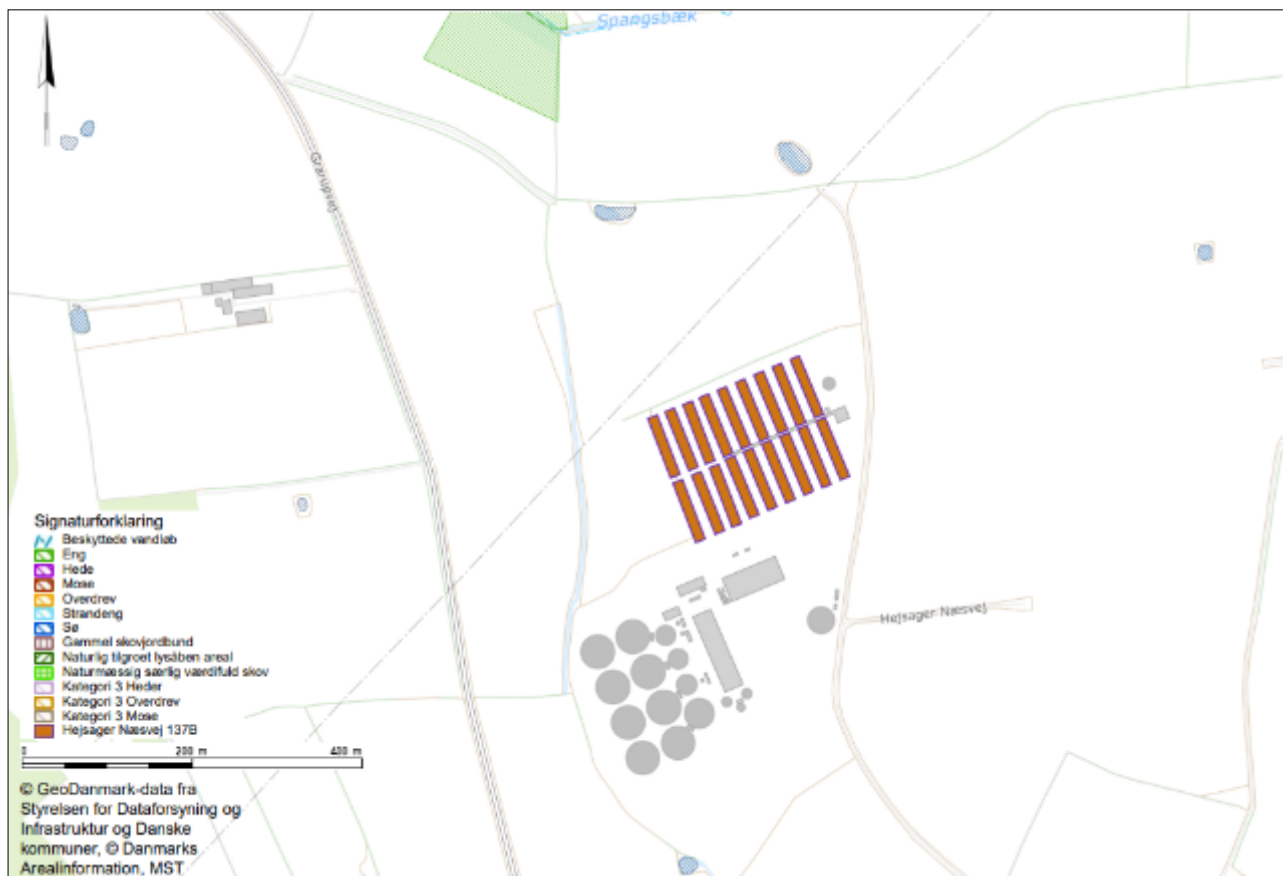 Spangsbæk
Grarupvej
Hejsager Næsvej
Signaturforklaring
Beskyttede vandløb
Eng
Hede
Mose
Overdrev
Strandeng
Sø
Gammel skovjordbund
Naturlig tilgroet lysåben areal
Naturmæssig særlig værdifuld skov
Kategori 3 Heder
Kategori 3 Overdrev
Kategori 3 Mose
Hejsager Næsvej 137B
0 200 m 400 m
© GeoDanmark-data fra
Styrelsen for Dataforsyning og
Infrastruktur og Danske
kommuner, © Danmarks
Arealinformation, MST